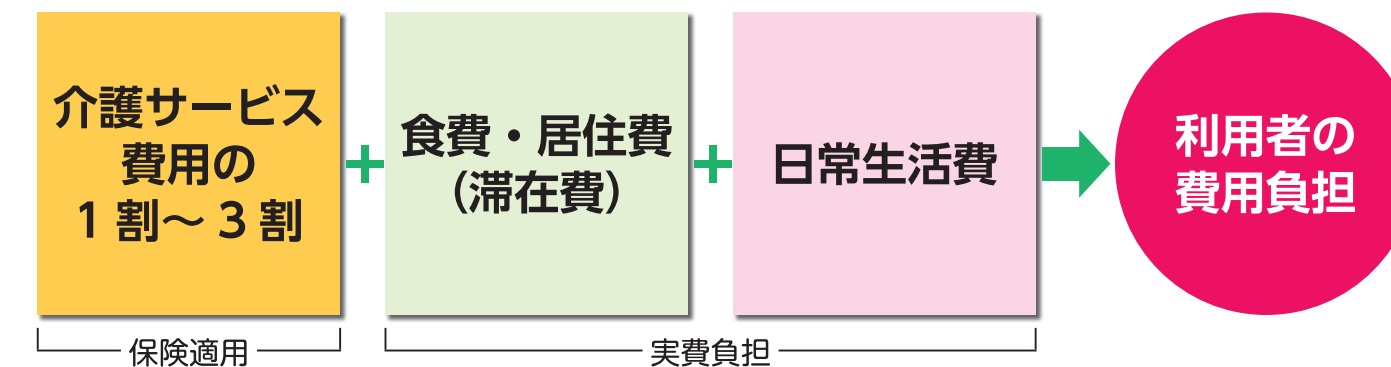 介護サービス
費用の
1割～3割
+
食費・居住費
（滞在費）
+
日常生活費
利用者の
費用負担
保険適用
実費負担